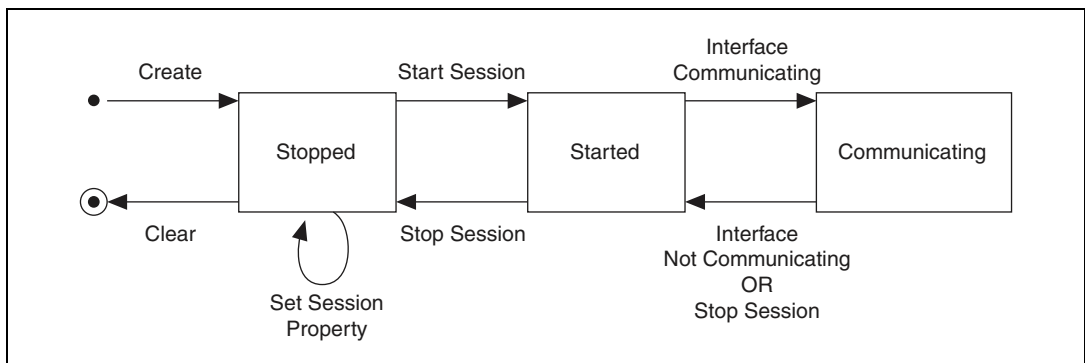 Create
Start Session
Interface
Communicating
Stopped
Started
Communicating
Clear
Stop Session
Interface
Not Communicating
OR
Stop Session
Set Session
Property